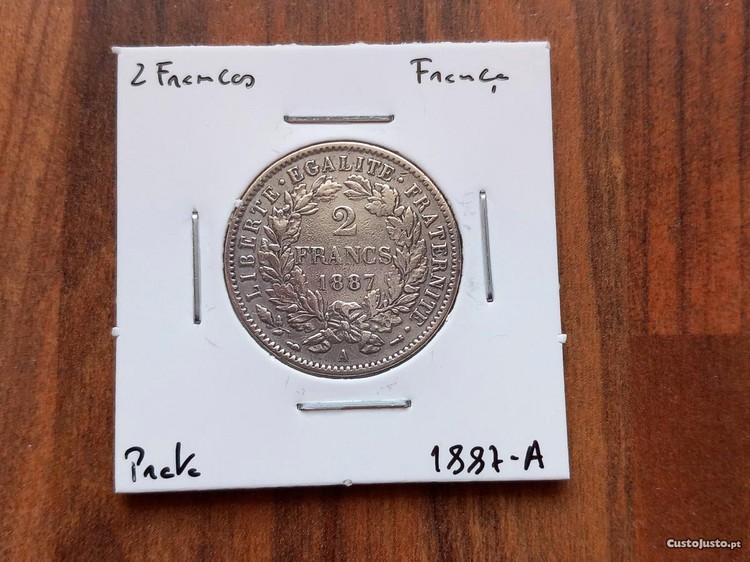 2 Francos
França
LIBERTE · EGALITE · FRATERNITE ·
2
FRANCS
1887
A
Prata
1887-A
CustoJusto.pt